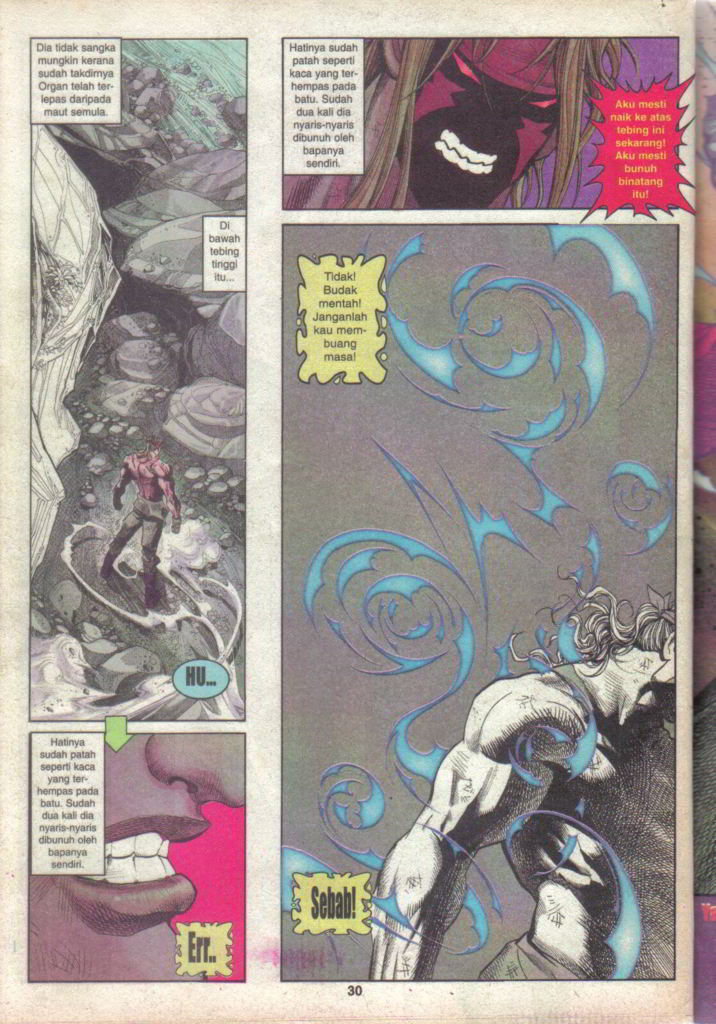 Dia tidak sangka
mungkin kerana
sudah takdirnya
Organ telah ter-
lepas daripada
maut semula.
Di
bawah
tebing
tinggi
itu...
HU...
Hatinya
sudah patah
seperti kaca
yang ter-
hempas pada
batu. Sudah
dua kali dia
nyaris-nyaris
dibunuh oleh
bapanya
sendiri.
Err..
Hatinya sudah
patah seperti
kaca yang ter-
hempas pada
batu. Sudah
dua kali dia
nyaris-nyaris
dibunuh oleh
bapanya
sendiri.
Aku mesti
naik ke atas
tebing ini
sekarang!
Aku mesti
bunuh
binatang
itu!
Tidak!
Budak
mentah!
Janganlah
kau mem-
buang
masa!
Sebab!
30